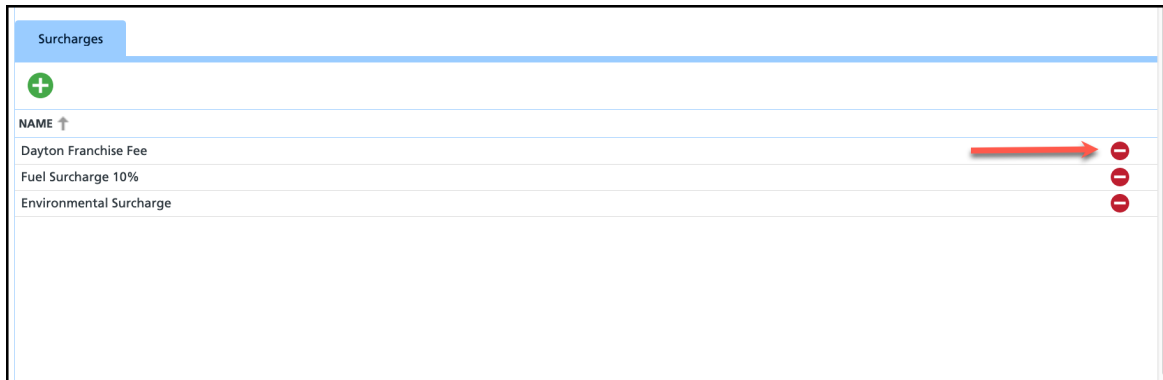 Surcharges
NAME
Dayton Franchise Fee
Fuel Surcharge 10%
Environmental Surcharge